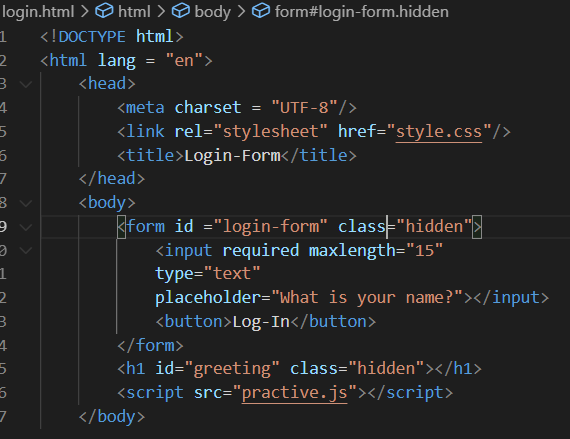 login.html > html > body > form#login-form.hidden
1 <!DOCTYPE html>
2 <html lang = "en">
3 <head>
4 <meta charset = "UTF-8"/>
5 <link rel="stylesheet" href="style.css"/>
6 <title>Login-Form</title>
7 </head>
8 <body>
9 <form id ="login-form" class="hidden">
0 <input required maxlength="15"
1 type="text"
2 placeholder="What is your name?"></input>
3 <button>Log-In</button>
4 </form>
5 <h1 id="greeting" class="hidden"></h1>
6 <script src="practive.js"></script>
7 </body>